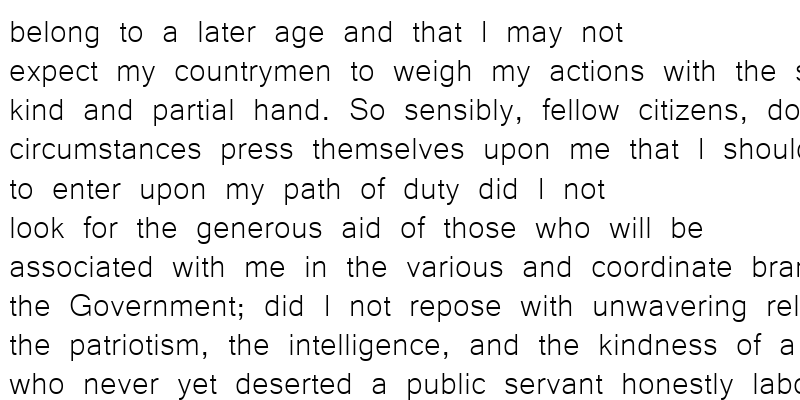 belong to a later age and that I may not
expect my countrymen to weigh my actions with the
kind and partial hand. So sensibly, fellow citizens, do
circumstances press themselves upon me that I
to enter upon my path of duty did I not
look for the generous aid of those who will be
associated with me in the various and coordinate
the Government; did I not repose with unwavering
the patriotism, the intelligence, and the kindness of a
who never yet deserted a public servant honestly